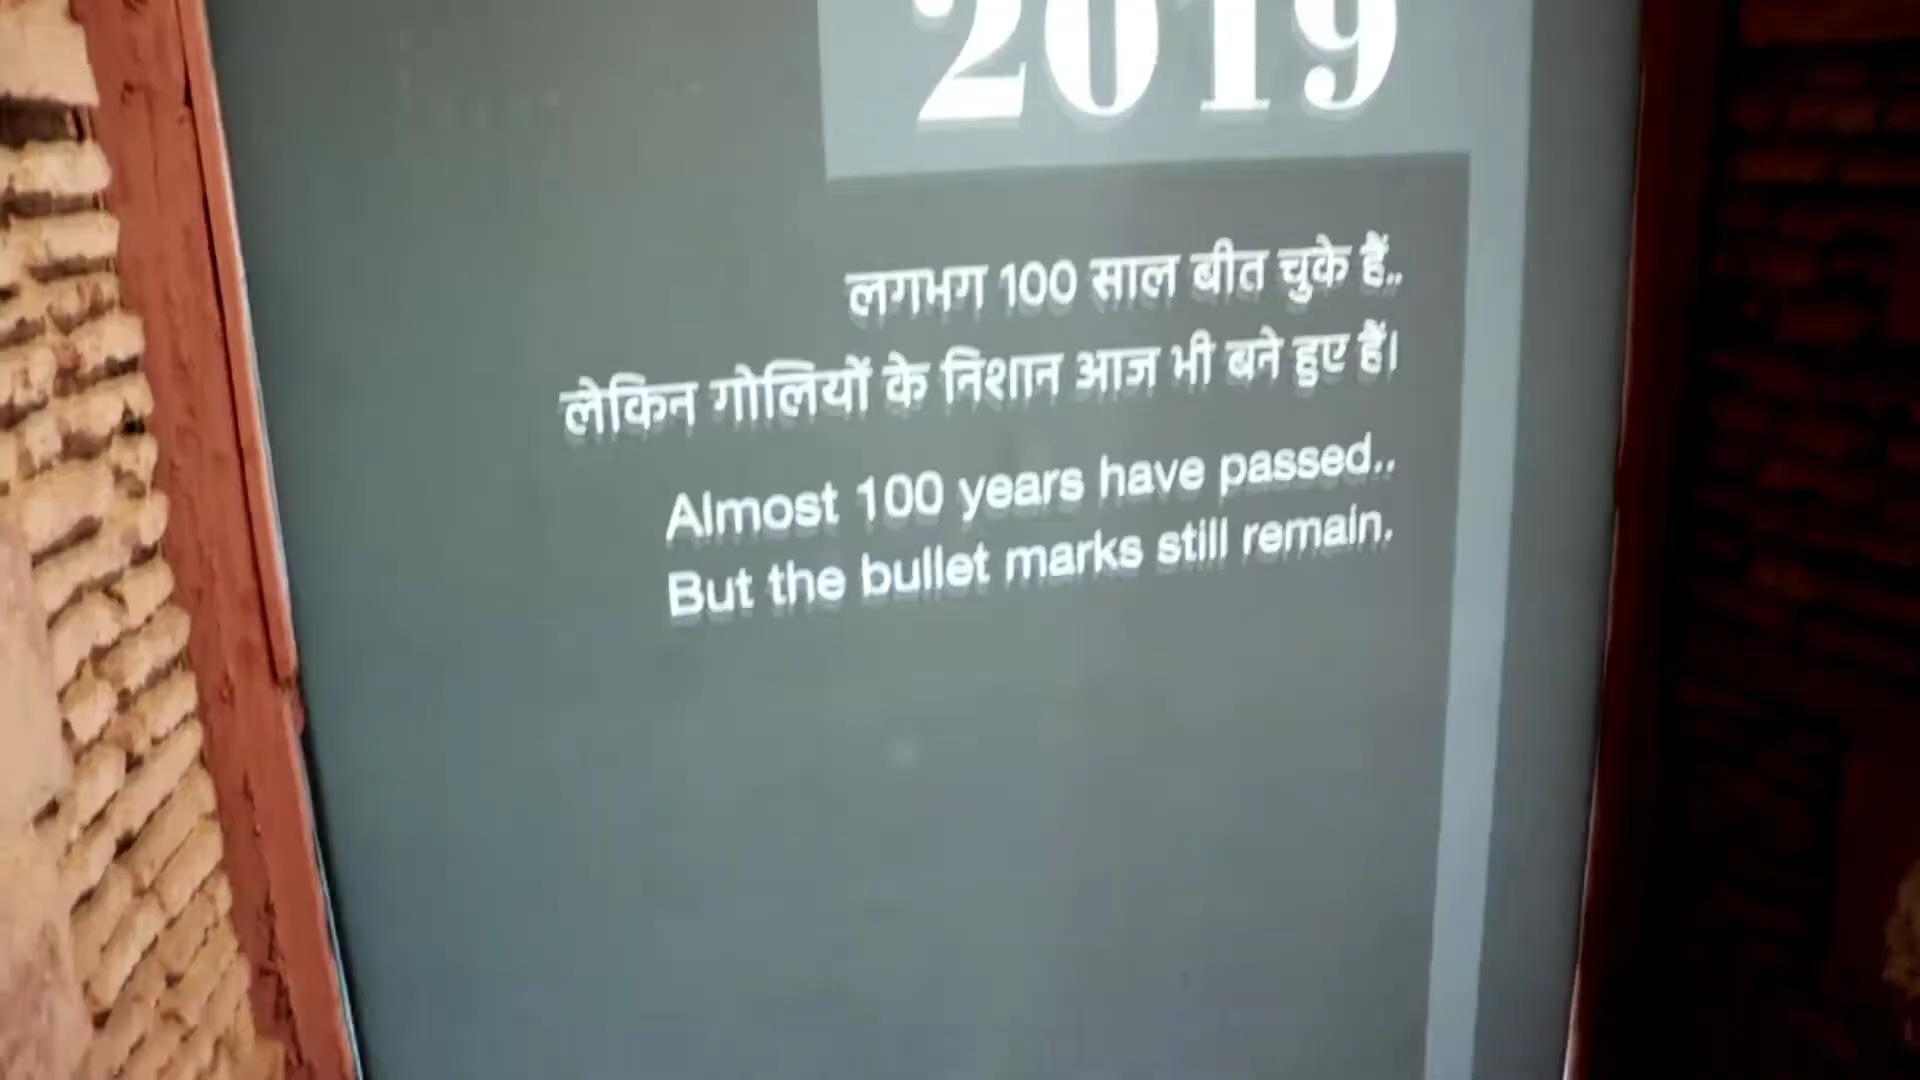 2019
लगभग 100 साल बीत चुके हैं..
लेकिन गोलियों के निशान आज भी बने हुए हैं।
Almost 100 years have passed..
But the bullet marks still remain.